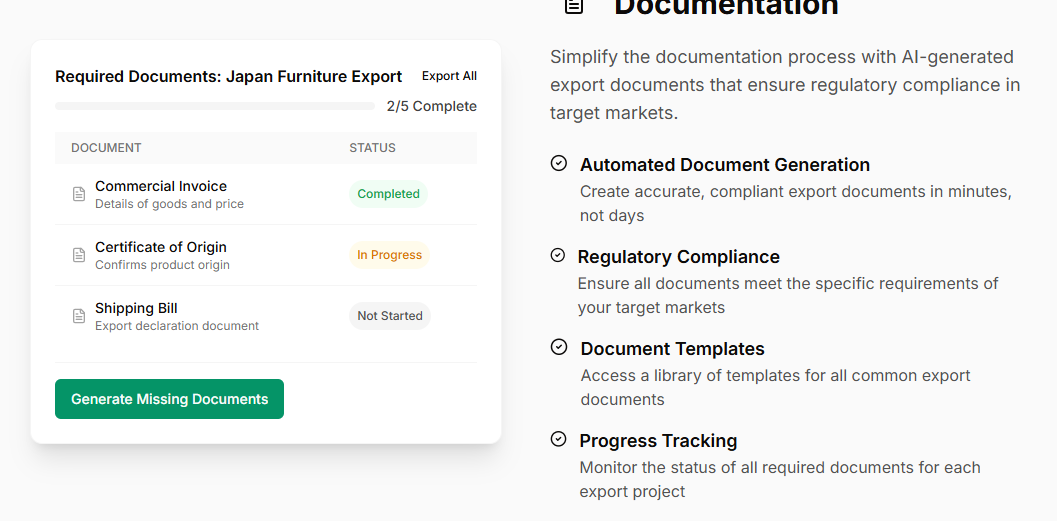 Documentation
Required Documents: Japan Furniture Export
Export All
2/5 Complete
DOCUMENT
STATUS
Commercial Invoice
Details of goods and price
Completed
Certificate of Origin
Confirms product origin
In Progress
Shipping Bill
Export declaration document
Not Started
Generate Missing Documents
Simplify the documentation process with AI-generated
export documents that ensure regulatory compliance in
target markets.
Automated Document Generation
Create accurate, compliant export documents in minutes,
not days
Regulatory Compliance
Ensure all documents meet the specific requirements of
your target markets
Document Templates
Access a library of templates for all common export
documents
Progress Tracking
Monitor the status of all required documents for each
export project